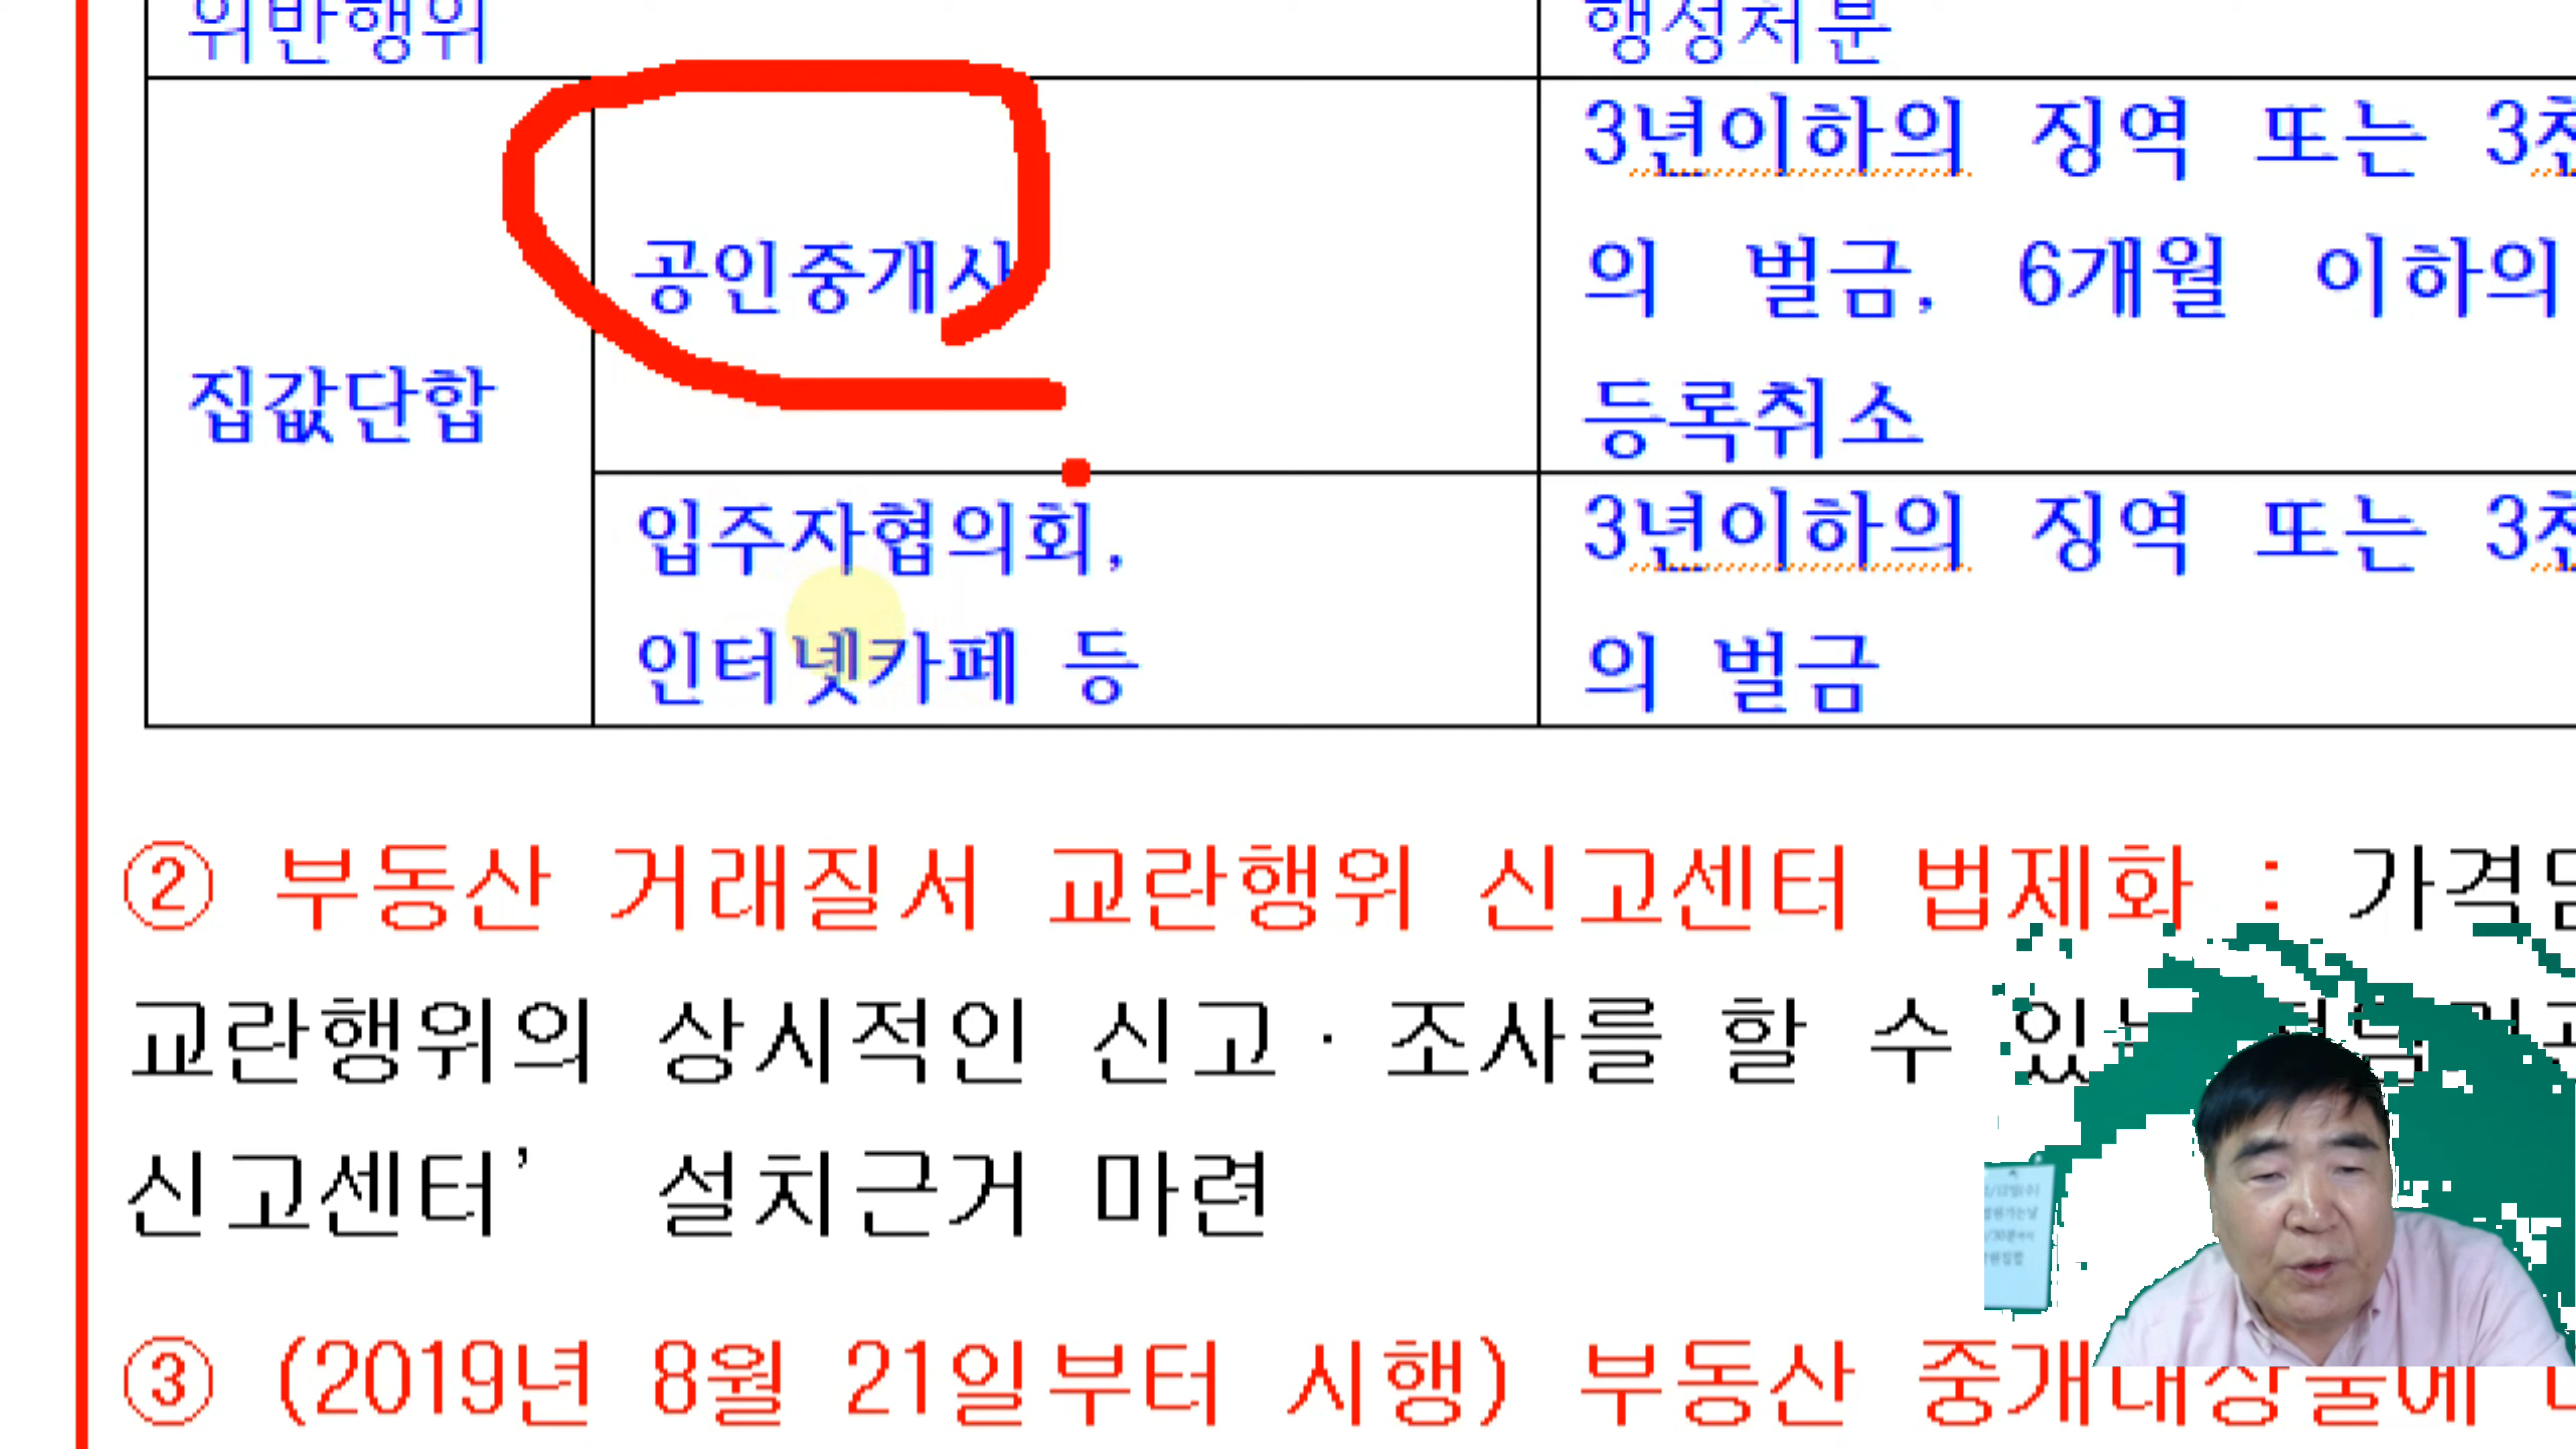 위반행위
행정처분
집값단합
공인중개사
3년이하의 징역 또는 3천
의 벌금, 6개월 이하의
등록취소
입주자협의회,
인터넷카페 등
3년이하의 징역 또는 3천
의 벌금
② 부동산 거래질서 교란행위 신고센터 법제화 : 가격
교란행위의 상시적인 신고·조사를 할 수
신고센터’ 설치근거 마련
③ (2019년 8월 21일부터 시행) 부동산 중개대상물에